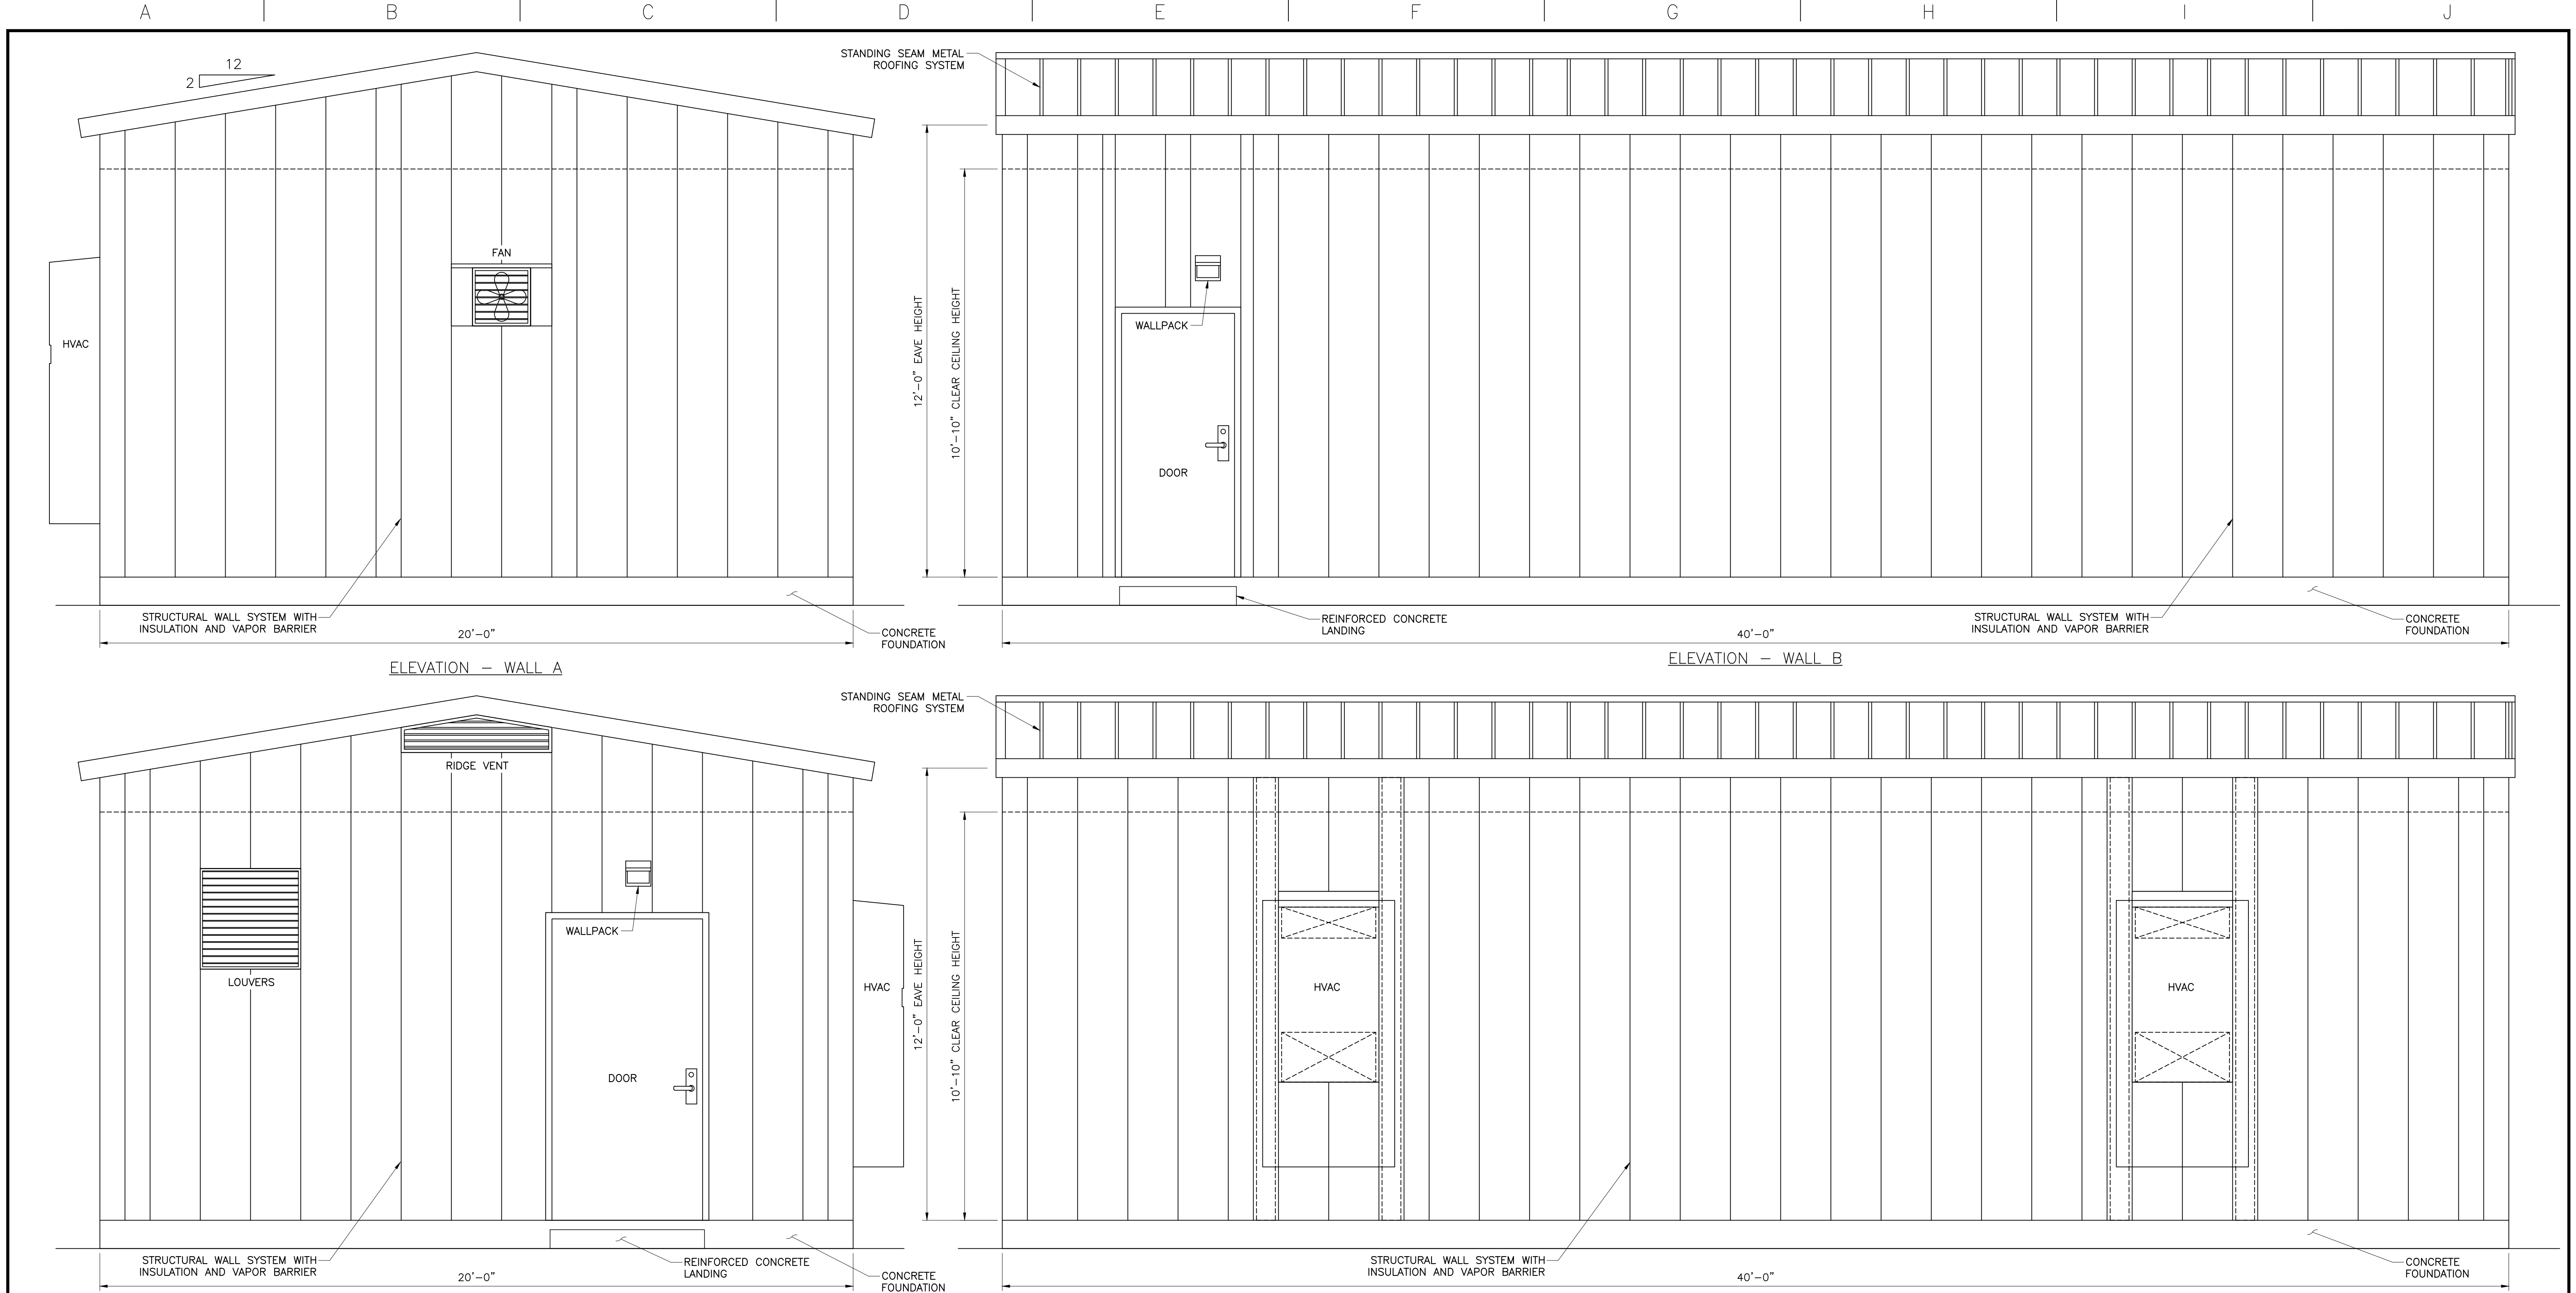 A B C D E F G H I J
12
2
FAN
HVAC
STRUCTURAL WALL SYSTEM WITH
INSULATION AND VAPOR BARRIER
20'-0"
CONCRETE
FOUNDATION
ELEVATION - WALL A
STANDING SEAM METAL
ROOFING SYSTEM
12'-0" EAVE HEIGHT
10'-10" CLEAR CEILING HEIGHT
WALLPACK
DOOR
REINFORCED CONCRETE
LANDING
STRUCTURAL WALL SYSTEM WITH
INSULATION AND VAPOR BARRIER
40'-0"
CONCRETE
FOUNDATION
ELEVATION - WALL B
RIDGE VENT
LOUVERS
WALLPACK
DOOR
HVAC
STRUCTURAL WALL SYSTEM WITH
INSULATION AND VAPOR BARRIER
20'-0"
REINFORCED CONCRETE
LANDING
CONCRETE
FOUNDATION
STANDING SEAM METAL
ROOFING SYSTEM
12'-0" EAVE HEIGHT
10'-10" CLEAR CEILING HEIGHT
HVAC
HVAC
STRUCTURAL WALL SYSTEM WITH
INSULATION AND VAPOR BARRIER
40'-0"
CONCRETE
FOUNDATION